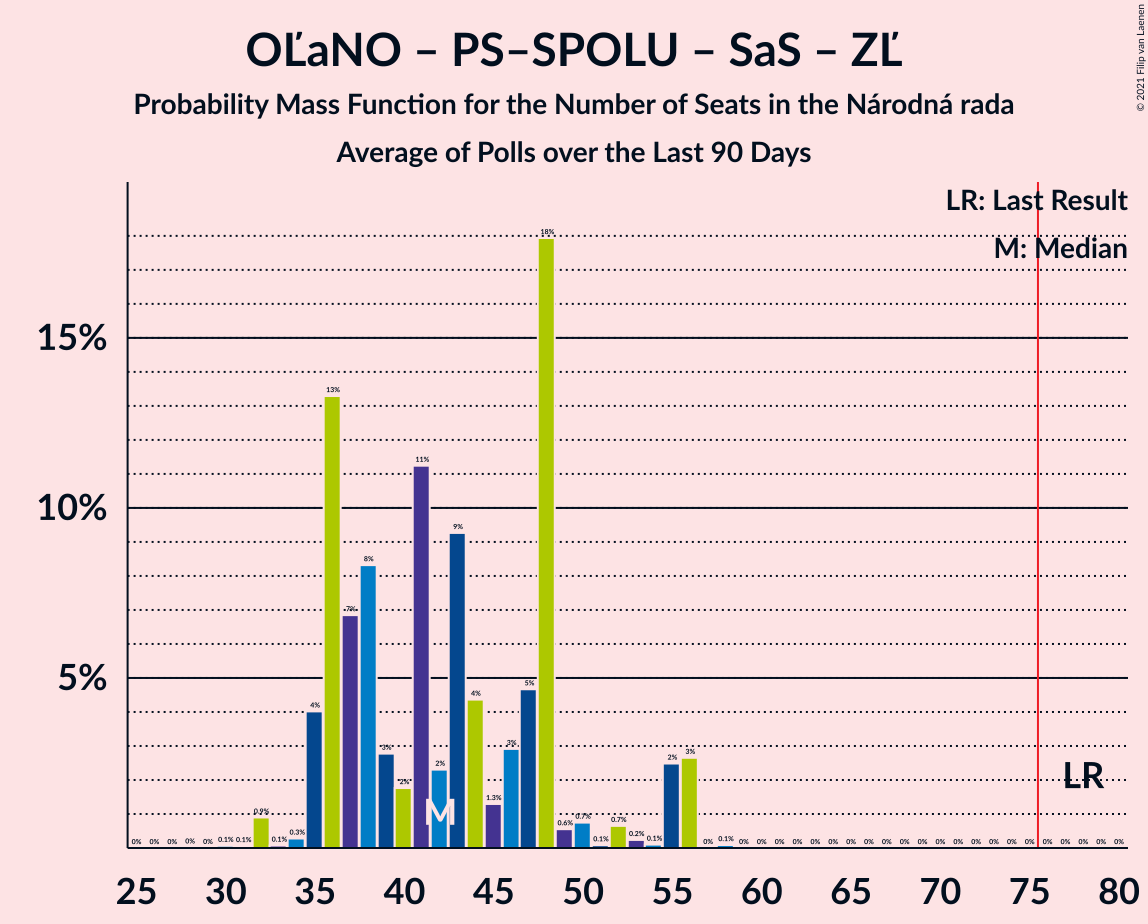 OĽaNO – PS–SPOLU – SaS – ZĽ
Probability Mass Function for the Number of Seats in the Národná rada
Average of Polls over the Last 90 Days
© 2021 Filip van Laenen
LR: Last Result
M: Median
15%
10%
5%
0% 0% 0% 0% 0% 0.1% 0.1% 0.9% 0.1% 0.3% 4% 13% 7% 8% 3% 2% 11% 2% 9% 4% 1.3% 3% 5% 18% 0.6% 0.7% 0.1% 0.7% 0.2% 0.1% 2% 3% 0% 0.1% 0% 0% 0% 0% 0% 0% 0% 0% 0% 0% 0% 0% 0% 0% 0% 0% 0% 0% 0% 0% 0% 0%
M
LR
25 30 35 40 45 50 55 60 65 70 75 80